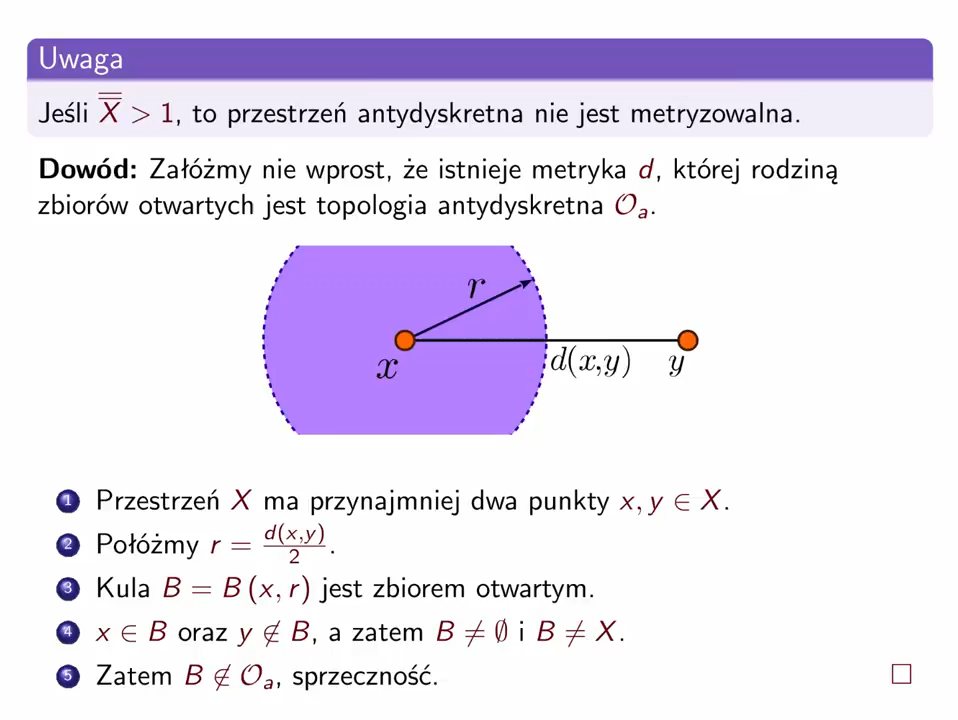 Uwaga
Jeśli $\overline{\overline{X}} > 1$, to przestrzeń antydyskretna nie jest metryzowalna.
Dowód: Załóżmy nie wprost, że istnieje metryka d, której rodziną
zbiorów otwartych jest topologia antydyskretna $\mathcal{O}_a$.
r
x
d(x,y)
y
1 Przestrzeń X ma przynajmniej dwa punkty x, y ∈ X.
2 Połóżmy r = $\frac{d(x,y)}{2}$.
3 Kula B = B (x, r) jest zbiorem otwartym.
4 x ∈ B oraz y ∉ B, a zatem B ≠ ∅ i B ≠ X.
5 Zatem B ∉ $\mathcal{O}_a$, sprzeczność. □